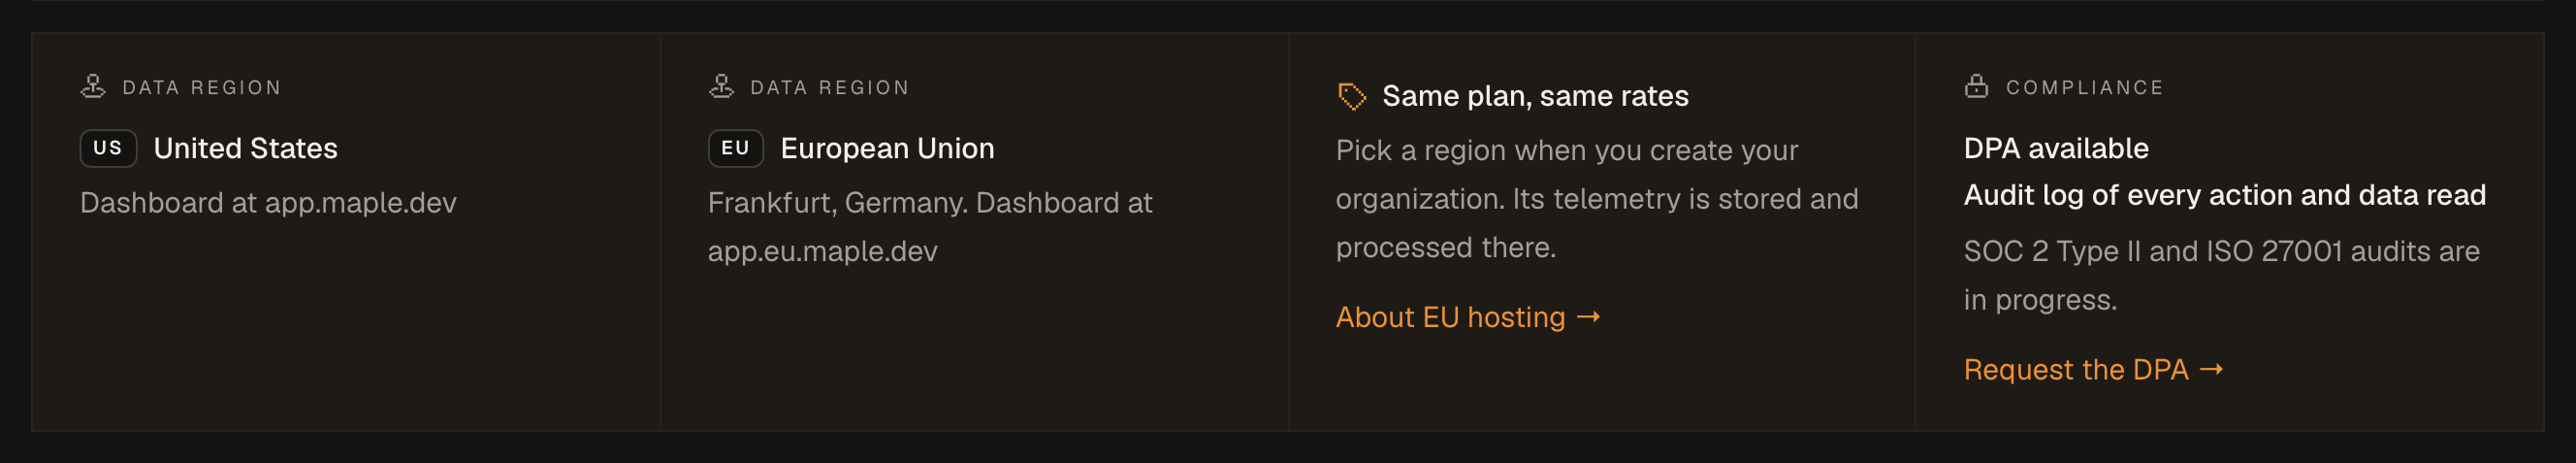 DATA REGION
US United States
Dashboard at app.maple.dev
DATA REGION
EU European Union
Frankfurt, Germany. Dashboard at
app.eu.maple.dev
Same plan, same rates
Pick a region when you create your
organization. Its telemetry is stored and
processed there.
About EU hosting →
COMPLIANCE
DPA available
Audit log of every action and data read
SOC 2 Type II and ISO 27001 audits are
in progress.
Request the DPA →